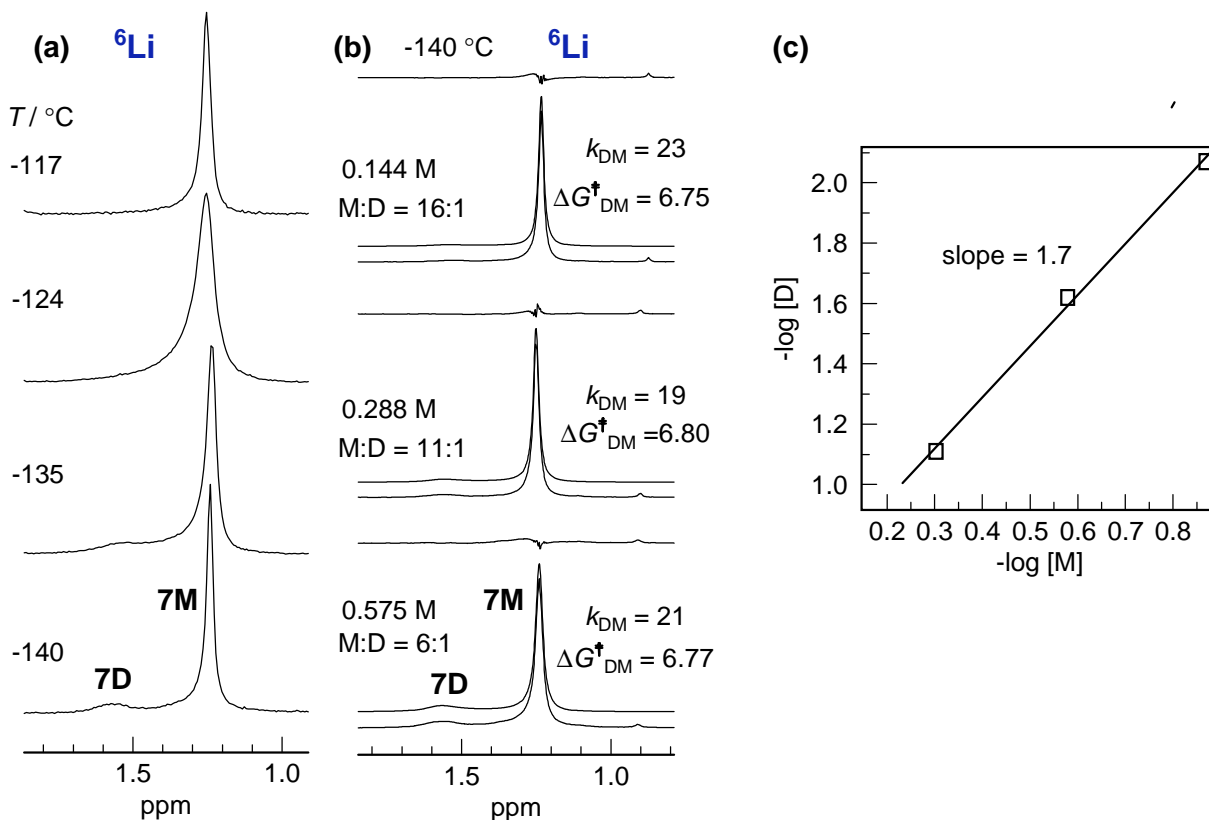 (a) ⁶Li
T / °C
-117
-124
-135
7M
-140
7D
1.5 1.0
ppm
(b) -140 °C ⁶Li
0.144 M
M:D = 16:1
kDM = 23
ΔG‡DM = 6.75
0.288 M
M:D = 11:1
kDM = 19
ΔG‡DM =6.80
7M
0.575 M
M:D = 6:1
kDM = 21
ΔG‡DM = 6.77
7D
1.5 1.0
ppm
(c)
2.0
1.8
1.6
1.4
1.2
1.0
-log [D]
slope = 1.7
0.2 0.3 0.4 0.5 0.6 0.7 0.8
-log [M]